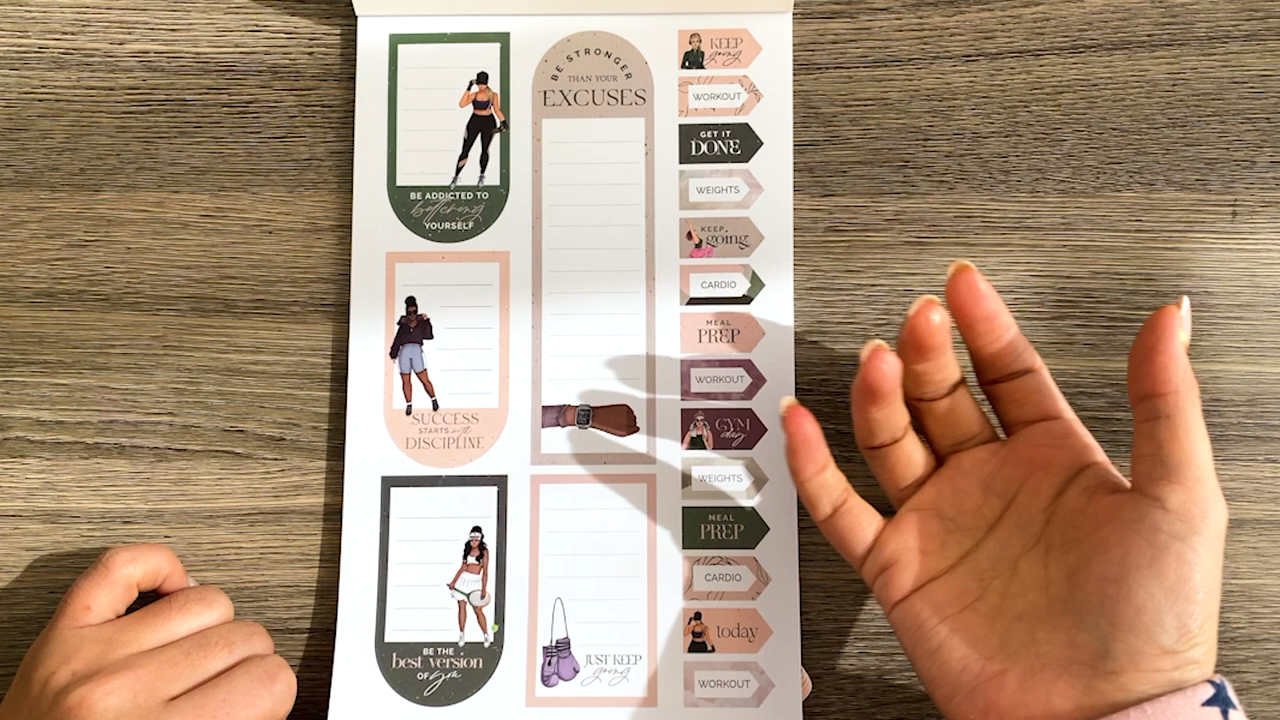 BE ADDICTED TO
bettering
YOURSELF
SUCCESS
STARTS with
DISCIPLINE
BE THE
best version
OF you
BE STRONGER
THAN YOUR
EXCUSES
JUST KEEP
going
KEEP
going
WORKOUT
GET IT
DONE
WEIGHTS
KEEP
going
CARDIO
MEAL
PREP
WORKOUT
GYM
day
WEIGHTS
MEAL
PREP
CARDIO
today
WORKOUT